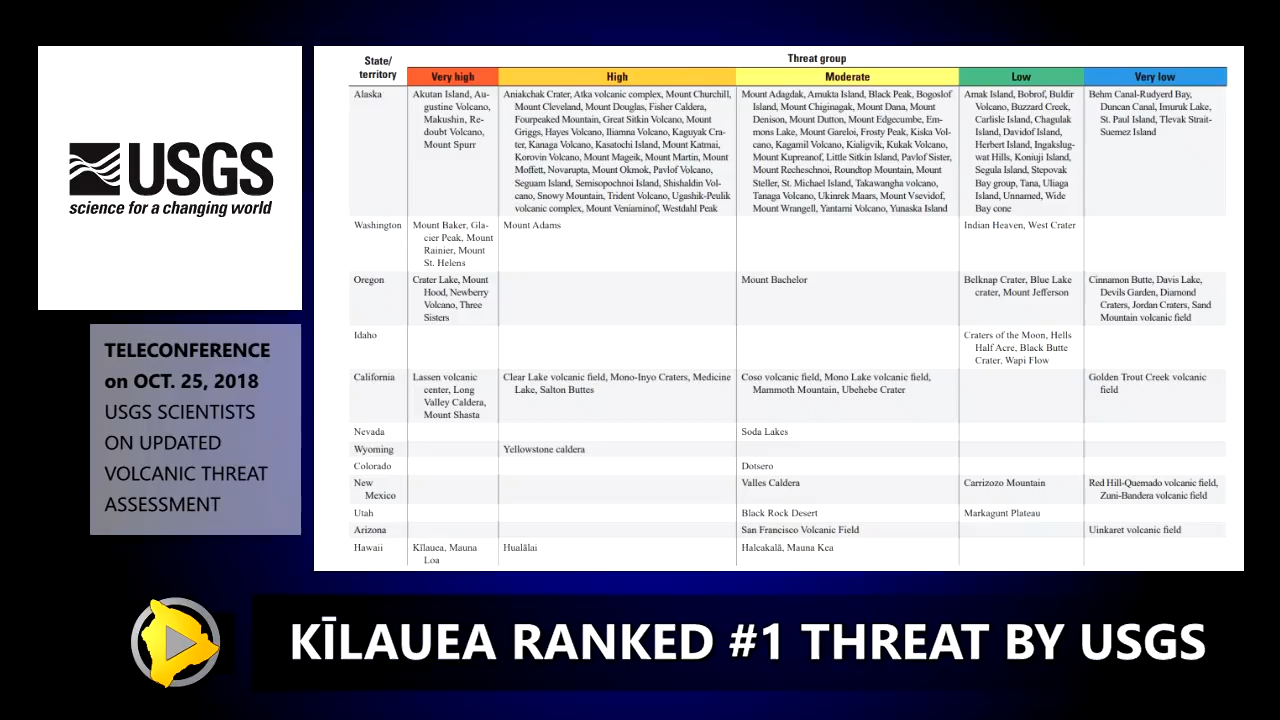 USGS
science for a changing world
TELECONFERENCE
on OCT. 25, 2018
USGS SCIENTISTS
ON UPDATED
VOLCANIC THREAT
ASSESSMENT
State/
territory
Threat group
Very high
High
Moderate
Low
Very low
Alaska
Akutan Island, Au-
gustine Volcano,
Makushin, Re-
doubt Volcano,
Mount Spurr
Aniakchak Crater, Atka volcanic complex, Mount Churchill,
Mount Cleveland, Mount Douglas, Fisher Caldera,
Fourpeaked Mountain, Great Sitkin Volcano, Mount
Griggs, Hayes Volcano, Iliamna Volcano, Kaguyak Cra-
ter, Kanaga Volcano, Kasatochi Island, Mount Katmai,
Korovin Volcano, Mount Mageik, Mount Martin, Mount
Moffett, Novarupta, Mount Okmok, Pavlof Volcano,
Seguam Island, Semisopochnoi Island, Shishaldin Vol-
cano, Snowy Mountain, Trident Volcano, Ugashik-Peulik
volcanic complex, Mount Veniaminof, Westdahl Peak
Mount Adagdak, Amukta Island, Black Peak, Bogoslof
Island, Mount Chiginagak, Mount Dana, Mount
Denison, Mount Dutton, Mount Edgecumbe, Em-
mons Lake, Mount Gareloi, Frosty Peak, Kiska Vol-
cano, Kagamil Volcano, Kialigvik, Kukak Volcano,
Mount Kupreanof, Little Sitkin Island, Pavlof Sister,
Mount Recheschnoi, Roundtop Mountain, Mount
Steller, St. Michael Island, Takawangha volcano,
Tanaga Volcano, Ukinrek Maars, Mount Vsevidof,
Mount Wrangell, Yantarni Volcano, Yunaska Island
Amak Island, Bobrof, Buldir
Volcano, Buzzard Creek,
Carlisle Island, Chagulak
Island, Davidof Island,
Herbert Island, Ingakslug-
wat Hills, Koniuji Island,
Segula Island, Stepovak
Bay group, Tana, Uliaga
Island, Unnamed, Wide
Bay cone
Behm Canal-Rudyerd Bay,
Duncan Canal, Imuruk Lake,
St. Paul Island, Tlevak Strait-
Suemez Island
Washington
Mount Baker, Gla-
cier Peak, Mount
Rainier, Mount
St. Helens
Mount Adams
Indian Heaven, West Crater
Oregon
Crater Lake, Mount
Hood, Newberry
Volcano, Three
Sisters
Mount Bachelor
Belknap Crater, Blue Lake
crater, Mount Jefferson
Cinnamon Butte, Davis Lake,
Devils Garden, Diamond
Craters, Jordan Craters, Sand
Mountain volcanic field
Idaho
Craters of the Moon, Hells
Half Acre, Black Butte
Crater, Wapi Flow
California
Lassen volcanic
center, Long
Valley Caldera,
Mount Shasta
Clear Lake volcanic field, Mono-Inyo Craters, Medicine
Lake, Salton Buttes
Coso volcanic field, Mono Lake volcanic field,
Mammoth Mountain, Ubehebe Crater
Golden Trout Creek volcanic
field
Nevada
Soda Lakes
Wyoming
Yellowstone caldera
Colorado
Dotsero
New
Mexico
Valles Caldera
Carrizozo Mountain
Red Hill-Quemado volcanic field,
Zuni-Bandera volcanic field
Utah
Black Rock Desert
Markagunt Plateau
Arizona
San Francisco Volcanic Field
Uinkaret volcanic field
Hawaii
Kīlauea, Mauna
Loa
Hualālai
Haleakalā, Mauna Kea
KĪLAUEA RANKED #1 THREAT BY USGS